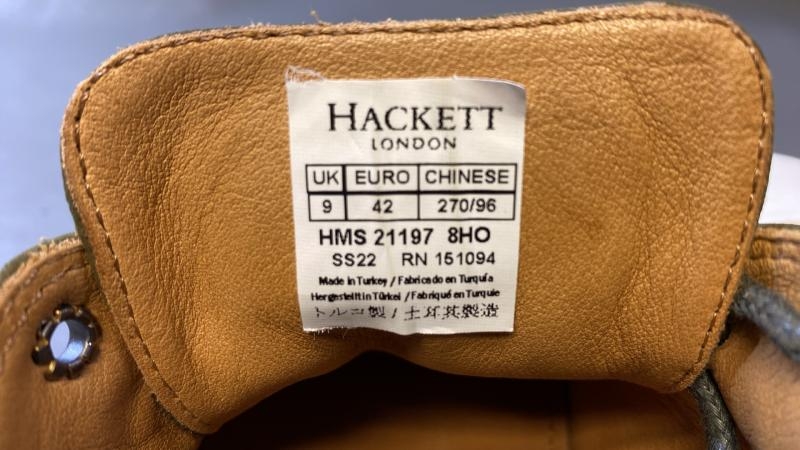 HACKETT
LONDON
UK EURO CHINESE
9 42 270/96
HMS 21197 8HO
SS22 RN 151094
Made in Turkey / Fabricado en Turquía
Hergestellt in Türkei / Fabriqué en Turquie
トルコ製 / 土耳其製造